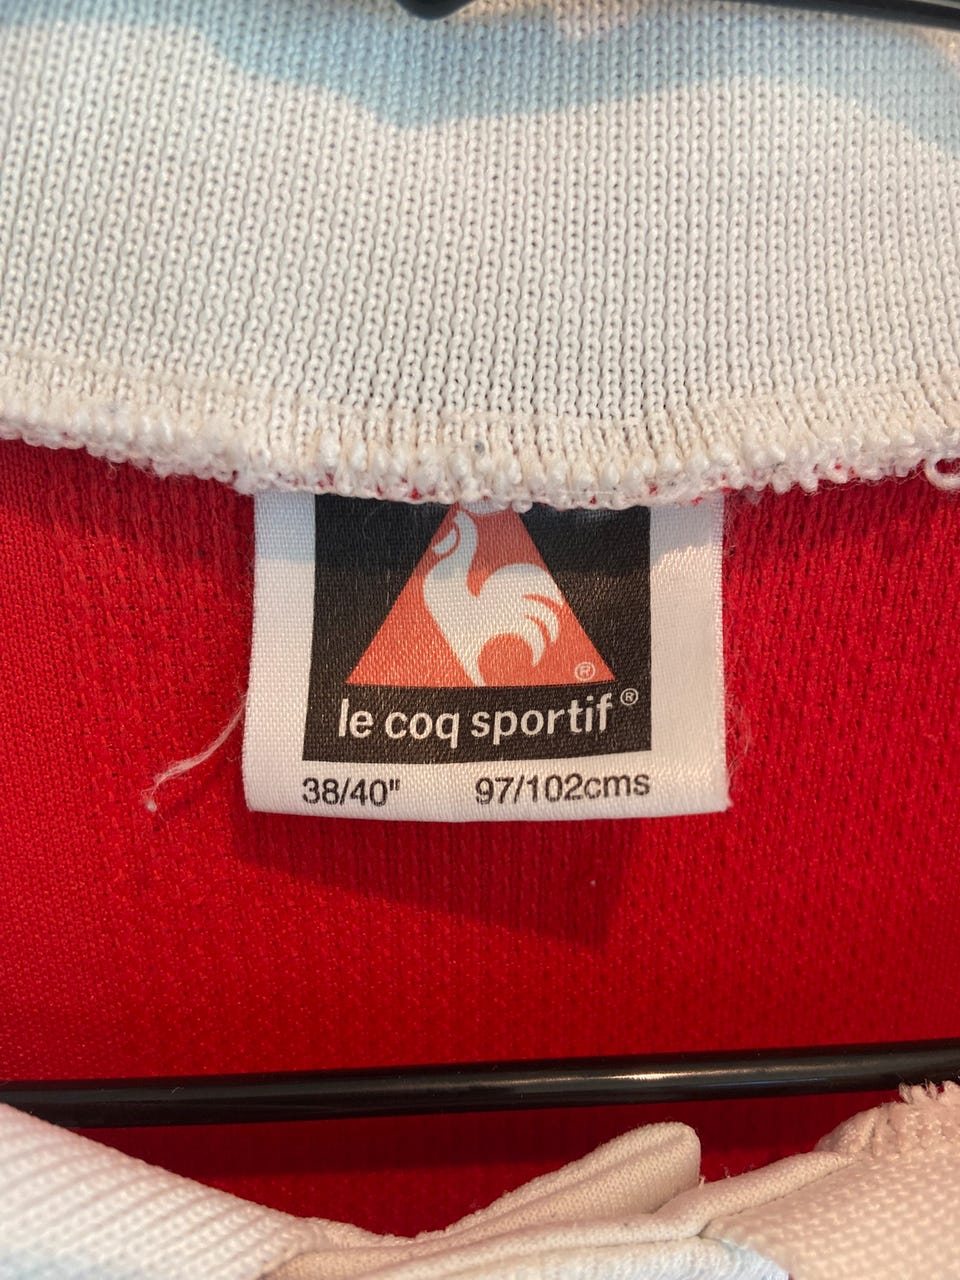 ®
le coq sportif®
38/40" 97/102cms